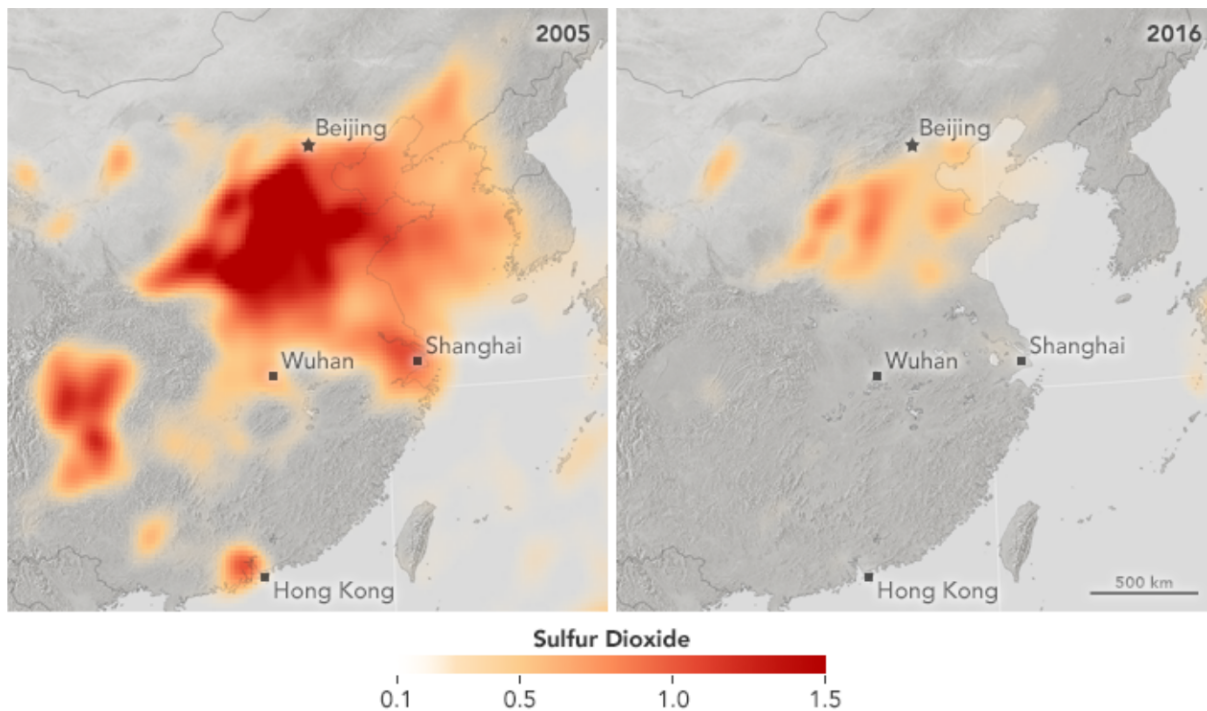 2005
Beijing
Wuhan
Shanghai
Hong Kong
2016
Beijing
Wuhan
Shanghai
Hong Kong
500 km
Sulfur Dioxide
0.1 0.5 1.0 1.5